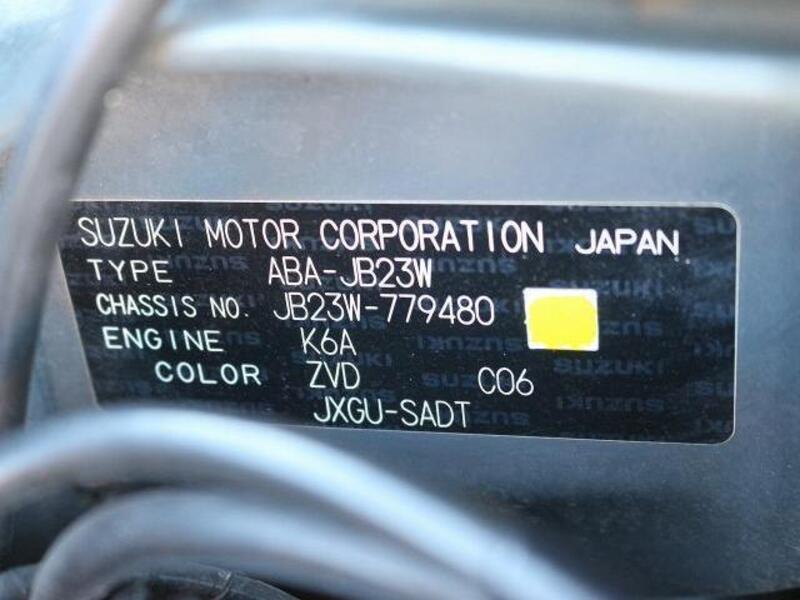 SUZUKI MOTOR CORPORATION JAPAN
TYPE ABA-JB23W
CHASSIS NO. JB23W-779480
ENGINE K6A
COLOR ZVD C06
JXGU-SADT